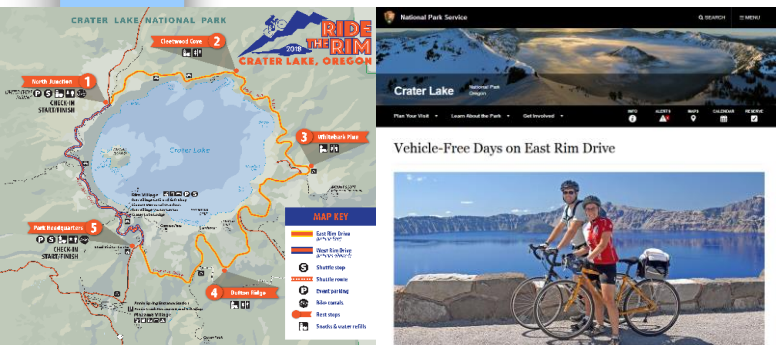 CRATER LAKE NATIONAL PARK
RIDE
THE RIM
2018
CRATER LAKE, OREGON
Cleetwood Cove 2
North Junction 1
CHECK-IN
START/FINISH
3 Whitebark Pine
Crater Lake
Rim Village
Park Headquarters 5
CHECK-IN
START/FINISH
4 Dutton Ridge
Mazama Village
MAP KEY
East Rim Drive
West Rim Drive
Shuttle stop
Shuttle route
Event parking
Bike corrals
Rest stops
Snacks & water refills
National Park Service
SEARCH
MENU
Crater Lake
National Park
Oregon
Plan Your Visit
Learn About the Park
Get Involved
INFO
ALERTS
MAPS
CALENDAR
RESERVE
Vehicle-Free Days on East Rim Drive